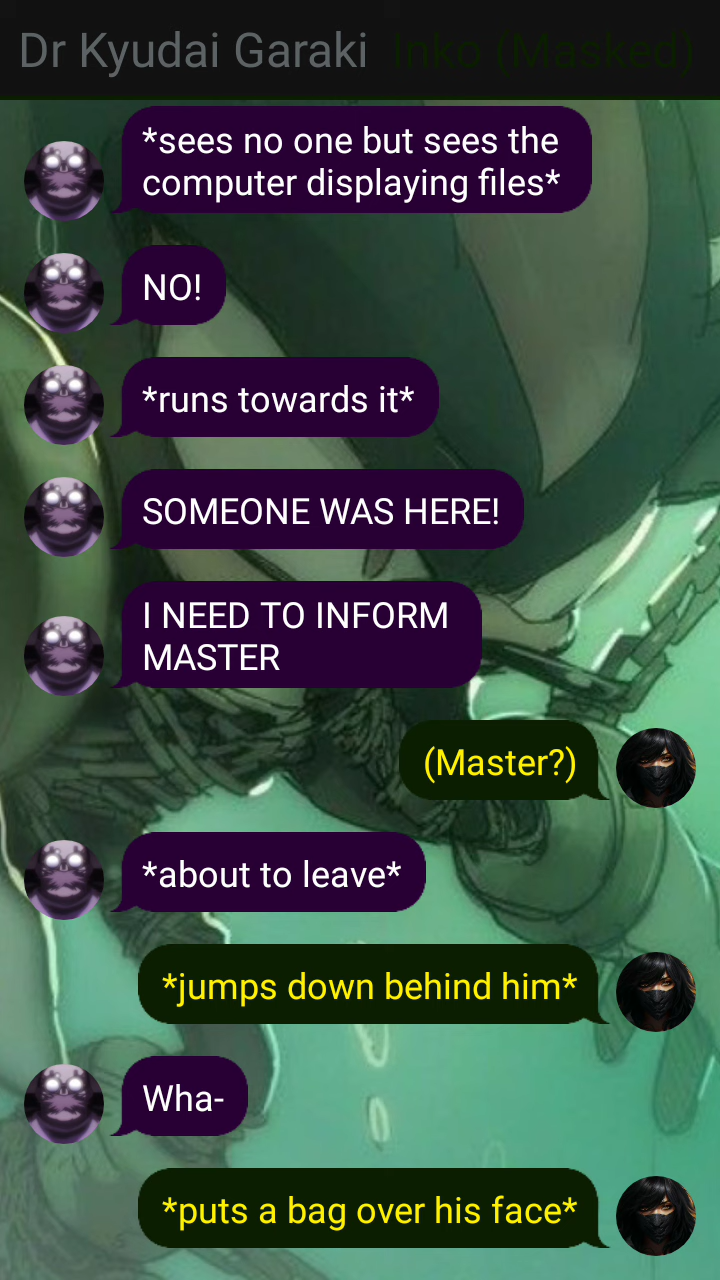 Dr Kyudai Garaki Inko (Masked)
*sees no one but sees the
computer displaying files*
NO!
*runs towards it*
SOMEONE WAS HERE!
I NEED TO INFORM
MASTER
(Master?)
*about to leave*
*jumps down behind him*
Wha-
*puts a bag over his face*